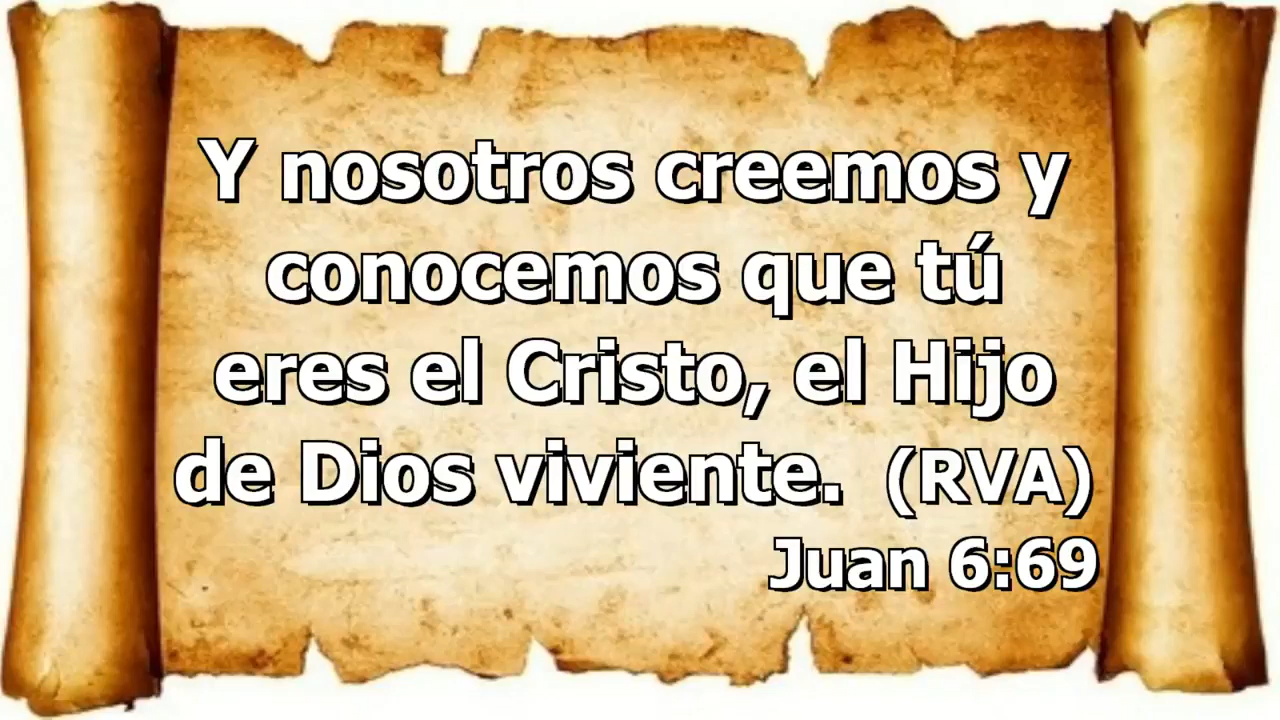 Y nosotros creemos y
conocemos que tú
eres el Cristo, el Hijo
de Dios viviente. (RVA)
Juan 6:69